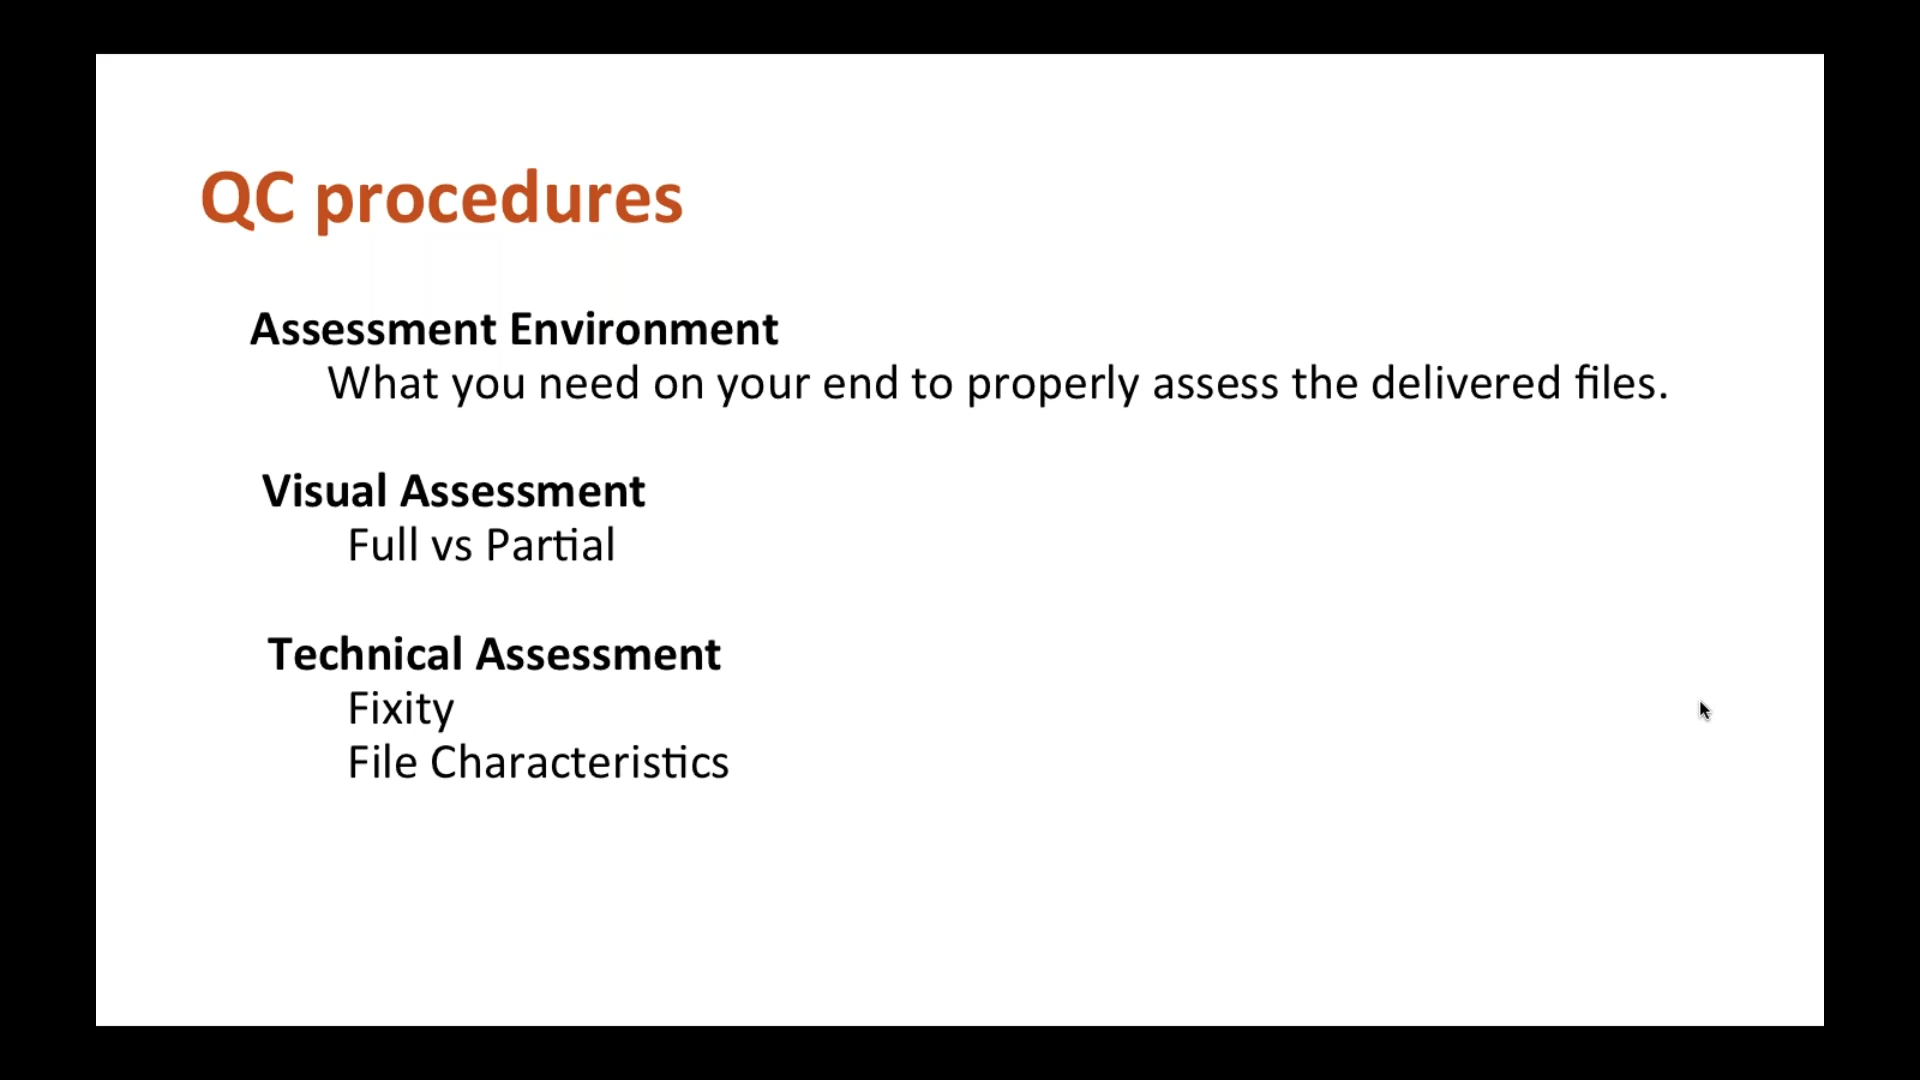 QC procedures
Assessment Environment
What you need on your end to properly assess the delivered files.
Visual Assessment
Full vs Partial
Technical Assessment
Fixity
File Characteristics